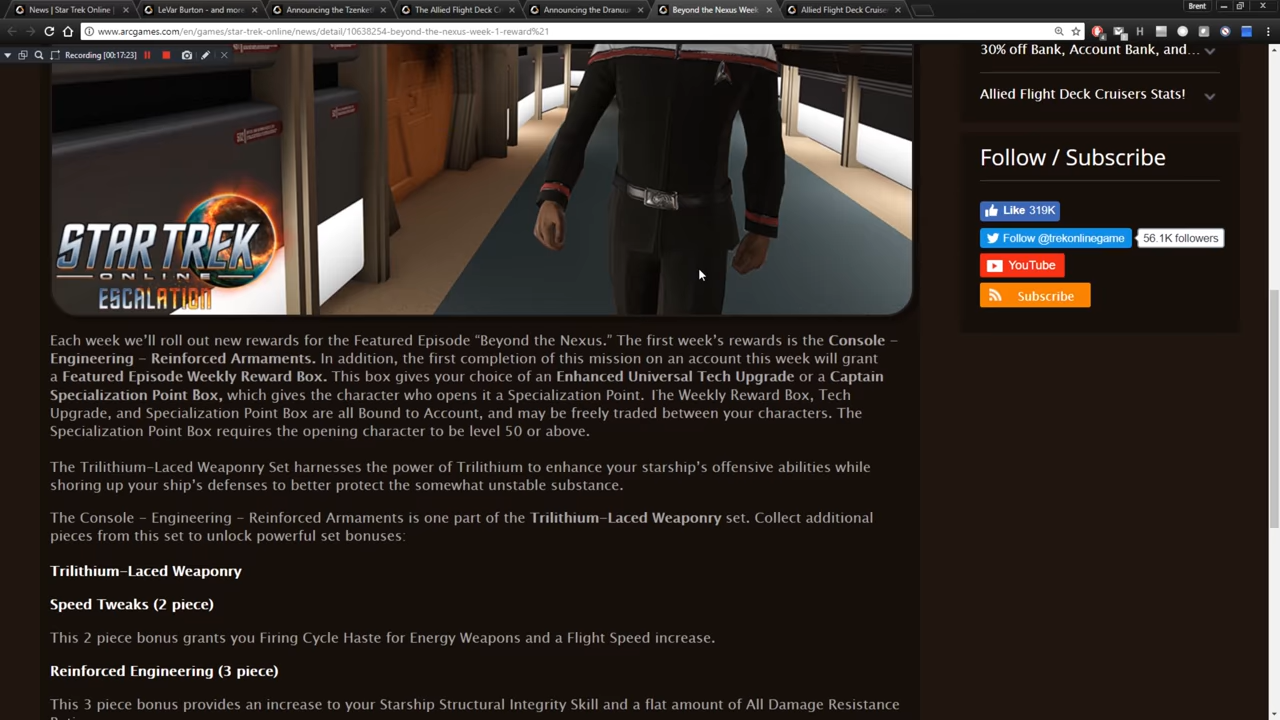 News | Star Trek Online
LeVar Burton - and more
Announcing the Tzenketh
The Allied Flight Deck Cr
Announcing the Dranuur
Beyond the Nexus Week
Allied Flight Deck Cruiser
Brent
www.arcgames.com/en/games/star-trek-online/news/detail/10638254-beyond-the-nexus-week-1-reward%21
Recording [00:17:23]
30% off Bank, Account Bank, and...
Allied Flight Deck Cruisers Stats!
Follow / Subscribe
Like 319K
Follow @trekonlinegame
56.1K followers
YouTube
Subscribe
STAR TREK
ONLINE
ESCALATION
Each week we'll roll out new rewards for the Featured Episode "Beyond the Nexus." The first week's rewards is the Console –
Engineering – Reinforced Armaments. In addition, the first completion of this mission on an account this week will grant
a Featured Episode Weekly Reward Box. This box gives your choice of an Enhanced Universal Tech Upgrade or a Captain
Specialization Point Box, which gives the character who opens it a Specialization Point. The Weekly Reward Box, Tech
Upgrade, and Specialization Point Box are all Bound to Account, and may be freely traded between your characters. The
Specialization Point Box requires the opening character to be level 50 or above.
The Trilithium-Laced Weaponry Set harnesses the power of Trilithium to enhance your starship's offensive abilities while
shoring up your ship's defenses to better protect the somewhat unstable substance.
The Console – Engineering – Reinforced Armaments is one part of the Trilithium-Laced Weaponry set. Collect additional
pieces from this set to unlock powerful set bonuses:
Trilithium-Laced Weaponry
Speed Tweaks (2 piece)
This 2 piece bonus grants you Firing Cycle Haste for Energy Weapons and a Flight Speed increase.
Reinforced Engineering (3 piece)
This 3 piece bonus provides an increase to your Starship Structural Integrity Skill and a flat amount of All Damage Resistance